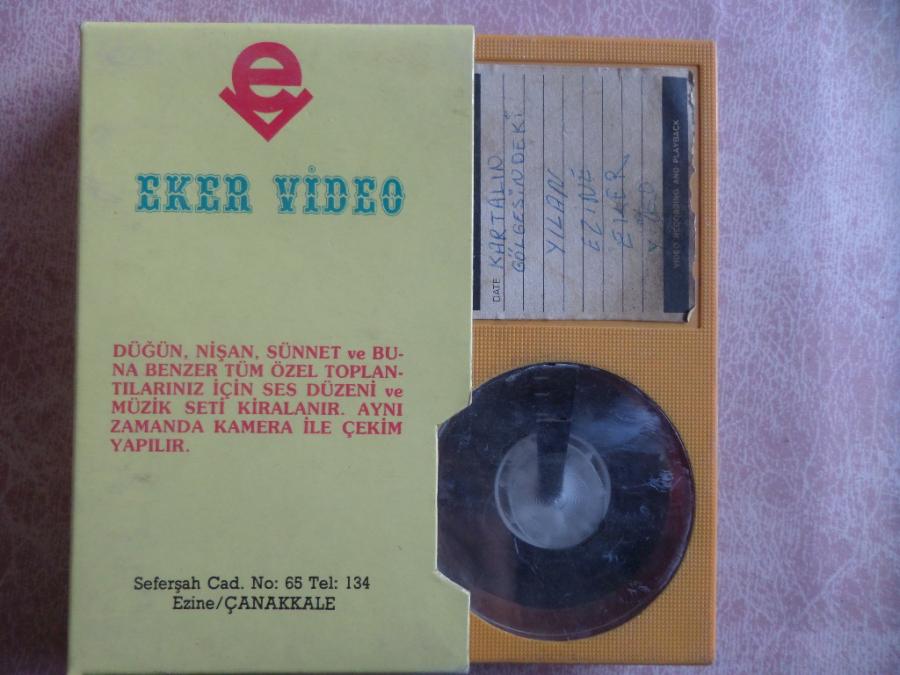 e
EKER VİDEO
DÜĞÜN, NİŞAN, SÜNNET ve BU-
NA BENZER TÜM ÖZEL TOPLAN-
TILARINIZ İÇİN SES DÜZENİ ve
MÜZİK SETİ KİRALANIR. AYNI
ZAMANDA KAMERA İLE ÇEKİM
YAPILIR.
Seferşah Cad. No: 65 Tel: 134
Ezine/ÇANAKKALE
DATE
KARTALIN
GÖLGESİNDEKİ
YILAN
EZİNE
EKER
VIDEO RECORDING AND PLAYBACK